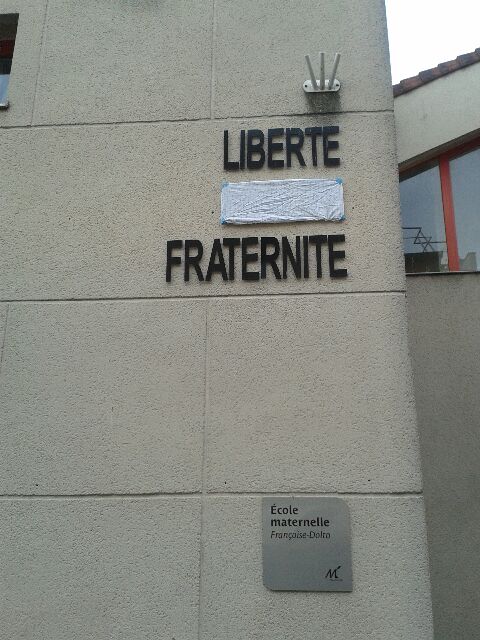 LIBERTE
FRATERNITE
École
maternelle
Françoise-Dolto
M